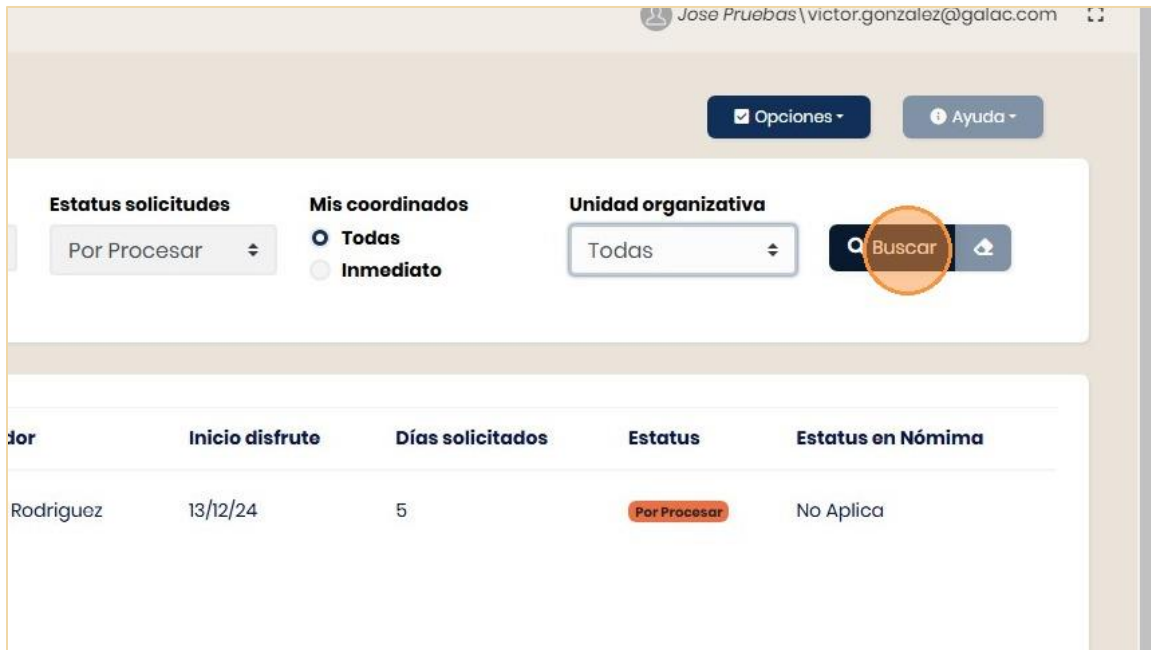 Jose Pruebas\victor.gonzalez@galac.com
Opciones
Ayuda
Estatus solicitudes
Mis coordinados
Unidad organizativa
Por Procesar
Todas
Inmediato
Todas
Buscar
dor
Inicio disfrute
Días solicitados
Estatus
Estatus en Nómima
Rodriguez
13/12/24
5
Por Procesar
No Aplica